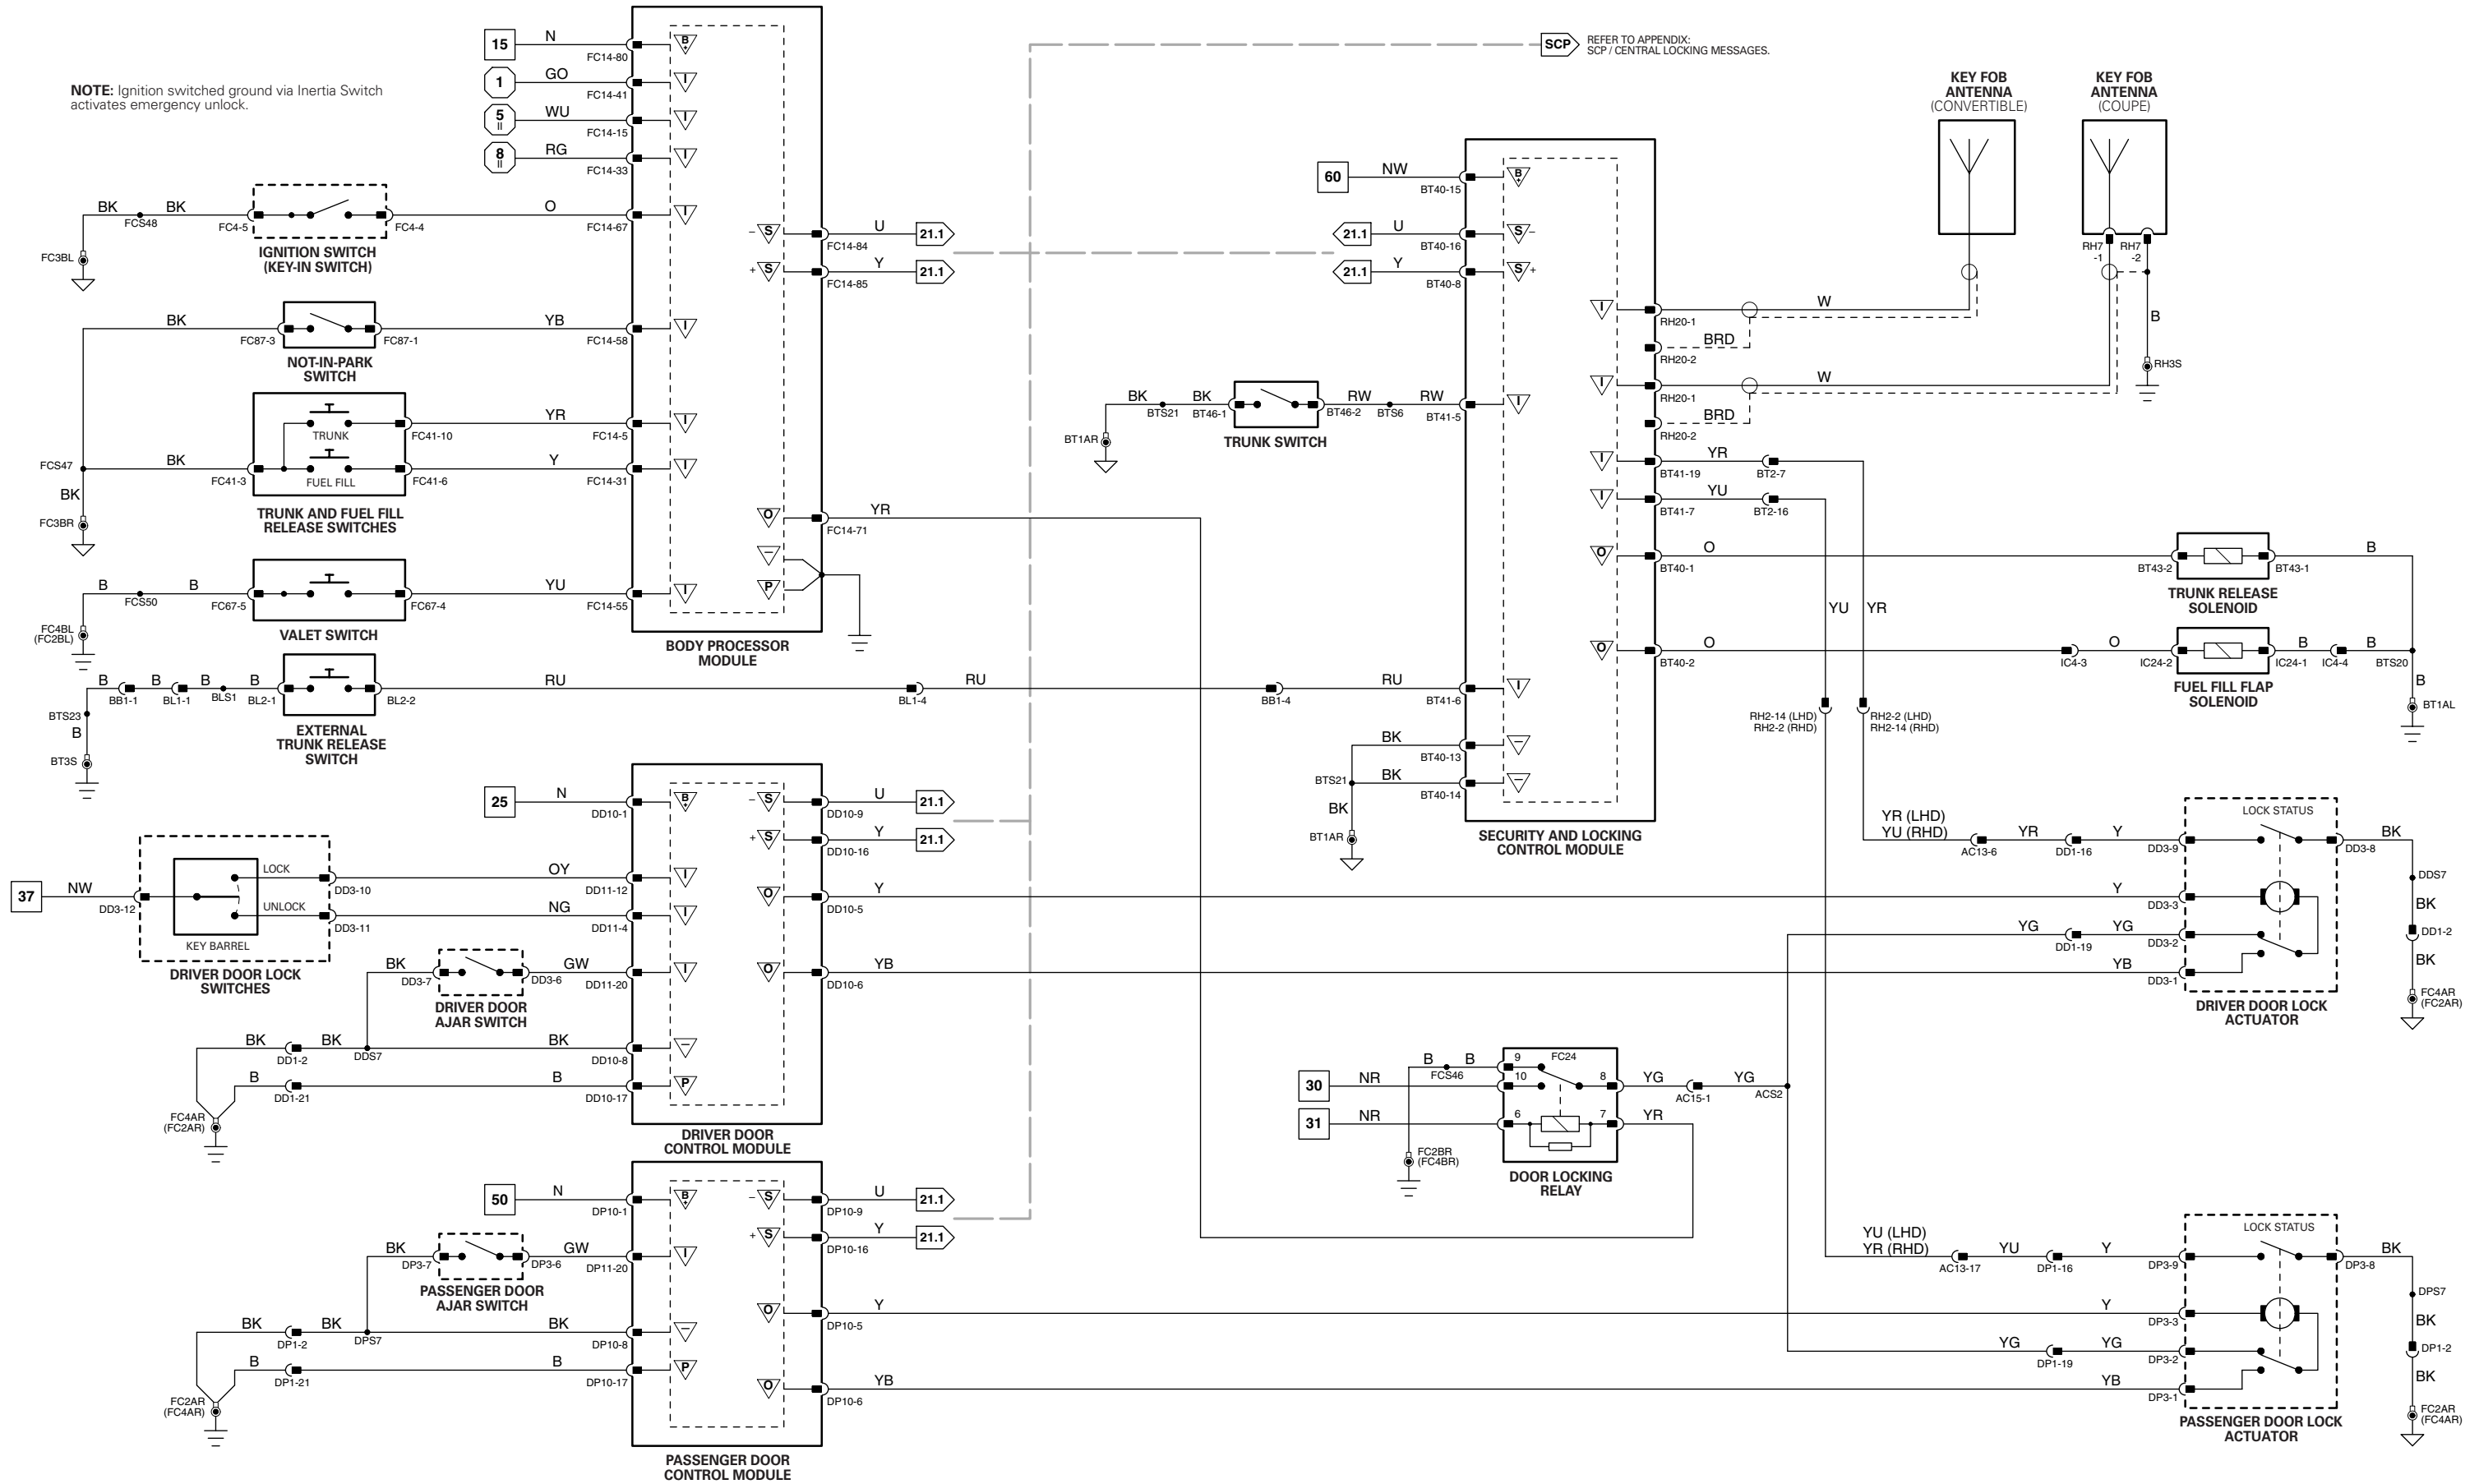 NOTE: Ignition switched ground via Inertia Switch
activates emergency unlock.
15
N
FC14-80
B+
1
GO
FC14-41
I
5
II
WU
FC14-15
I
8
II
RG
FC14-33
I
BK
FCS48
BK
FC4-5
FC4-4
O
FC14-67
I
FC3BL
IGNITION SWITCH
(KEY-IN SWITCH)
BK
FC87-3
FC87-1
YB
FC14-58
I
NOT-IN-PARK
SWITCH
TRUNK
FC41-10
YR
FC14-5
I
FCS47
BK
FC41-3
FUEL FILL
FC41-6
Y
FC14-31
I
BK
FC3BR
TRUNK AND FUEL FILL
RELEASE SWITCHES
B
FCS50
B
FC67-5
FC67-4
YU
FC14-55
I
FC4BL
(FC2BL)
VALET SWITCH
– S
FC14-84
U
21.1
+ S
FC14-85
Y
21.1
O
FC14-71
YR
–
P
BODY PROCESSOR
MODULE
B
BB1-1
B
BL1-1
B
BLS1
B
BL2-1
BL2-2
RU
BL1-4
RU
BB1-4
RU
BT41-6
I
BTS23
B
BT3S
EXTERNAL
TRUNK RELEASE
SWITCH
SCP
REFER TO APPENDIX:
SCP / CENTRAL LOCKING MESSAGES.
KEY FOB
ANTENNA
(CONVERTIBLE)
KEY FOB
ANTENNA
(COUPE)
RH7
-1
RH7
-2
B
RH3S
60
NW
BT40-15
B+
21.1
U
BT40-16
S –
21.1
Y
BT40-8
S +
I
RH20-1
W
BRD
RH20-2
I
RH20-1
W
BRD
RH20-2
BK
BTS21
BK
BT46-1
BT46-2
RW
BTS6
RW
BT41-5
I
BT1AR
TRUNK SWITCH
I
BT41-19
YR
BT2-7
I
BT41-7
YU
BT2-16
O
BT40-1
O
BT43-2
BT43-1
B
TRUNK RELEASE
SOLENOID
YU
YR
O
BT40-2
O
IC4-3
O
IC24-2
IC24-1
B
IC4-4
B
BTS20
FUEL FILL FLAP
SOLENOID
B
BT1AL
RH2-14 (LHD)
RH2-2 (RHD)
RH2-2 (LHD)
RH2-14 (RHD)
BK
BT40-13
–
BTS21
BK
BT40-14
–
BK
BT1AR
SECURITY AND LOCKING
CONTROL MODULE
25
N
DD10-1
B+
– S
DD10-9
U
21.1
+ S
DD10-16
Y
21.1
37
NW
DD3-12
LOCK
DD3-10
OY
DD11-12
I
UNLOCK
DD3-11
NG
DD11-4
I
KEY BARREL
DRIVER DOOR LOCK
SWITCHES
O
DD10-5
Y
BK
DD3-7
DD3-6
GW
DD11-20
I
O
DD10-6
YB
DRIVER DOOR
AJAR SWITCH
BK
DD1-2
BK
DDS7
BK
DD10-8
–
B
DD1-21
B
DD10-17
P
FC4AR
(FC2AR)
DRIVER DOOR
CONTROL MODULE
YR (LHD)
YU (RHD)
AC13-6
YR
DD1-16
Y
DD3-9
LOCK STATUS
DD3-8
BK
DDS7
BK
DD1-2
BK
FC4AR
(FC2AR)
Y
DD3-3
YG
DD1-19
YG
DD3-2
YB
DD3-1
DRIVER DOOR LOCK
ACTUATOR
B
FCS46
B
9
FC24
30
NR
10
8
YG
AC15-1
YG
ACS2
31
NR
6
7
YR
FC2BR
(FC4BR)
DOOR LOCKING
RELAY
50
N
DP10-1
B+
– S
DP10-9
U
21.1
+ S
DP10-16
Y
21.1
BK
DP3-7
DP3-6
GW
DP11-20
I
PASSENGER DOOR
AJAR SWITCH
O
DP10-5
Y
BK
DP1-2
BK
DPS7
BK
DP10-8
–
B
DP1-21
B
DP10-17
P
O
DP10-6
YB
FC2AR
(FC4AR)
PASSENGER DOOR
CONTROL MODULE
YU (LHD)
YR (RHD)
AC13-17
YU
DP1-16
Y
DP3-9
LOCK STATUS
DP3-8
BK
DPS7
BK
DP1-2
BK
FC2AR
(FC4AR)
Y
DP3-3
YG
DP1-19
YG
DP3-2
YB
DP3-1
PASSENGER DOOR LOCK
ACTUATOR